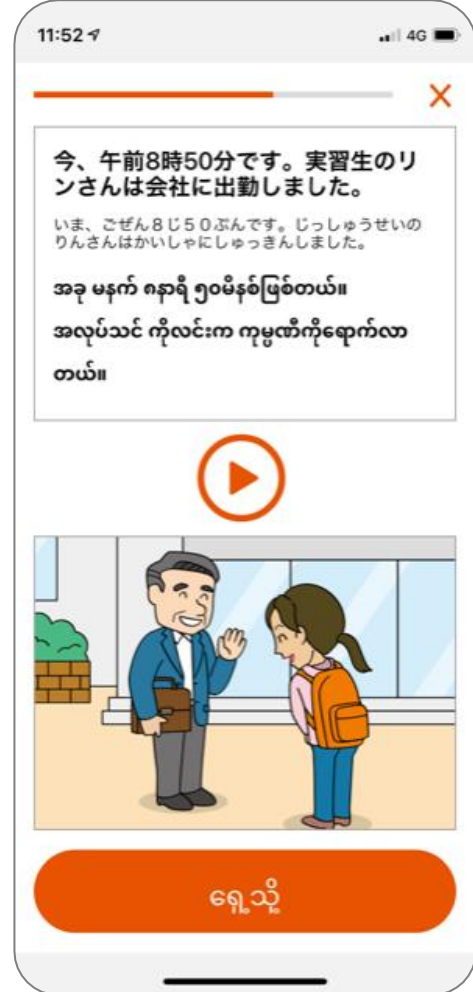 11:52
4G
今、午前8時50分です。実習生のリ
ンさんは会社に出勤しました。
いま、ごぜん8じ50ぷんです。じっしゅうせいの
りんさんはかいしゃにしゅっきんしました。
အခု မနက် ၈နာရီ ၅၀မိနစ်ဖြစ်တယ်။
အလုပ်သင် ကိုလင်းက ကုမ္ပဏီကိုရောက်လာ
တယ်။
ရှေ့သို့